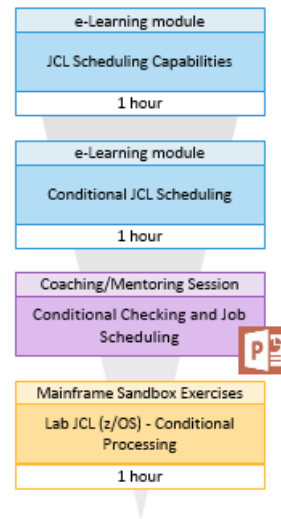 e-Learning module
JCL Scheduling Capabilities
1 hour
e-Learning module
Conditional JCL Scheduling
1 hour
Coaching/Mentoring Session
Conditional Checking and Job
Scheduling
P
Mainframe Sandbox Exercises
Lab JCL (z/OS) - Conditional
Processing
1 hour